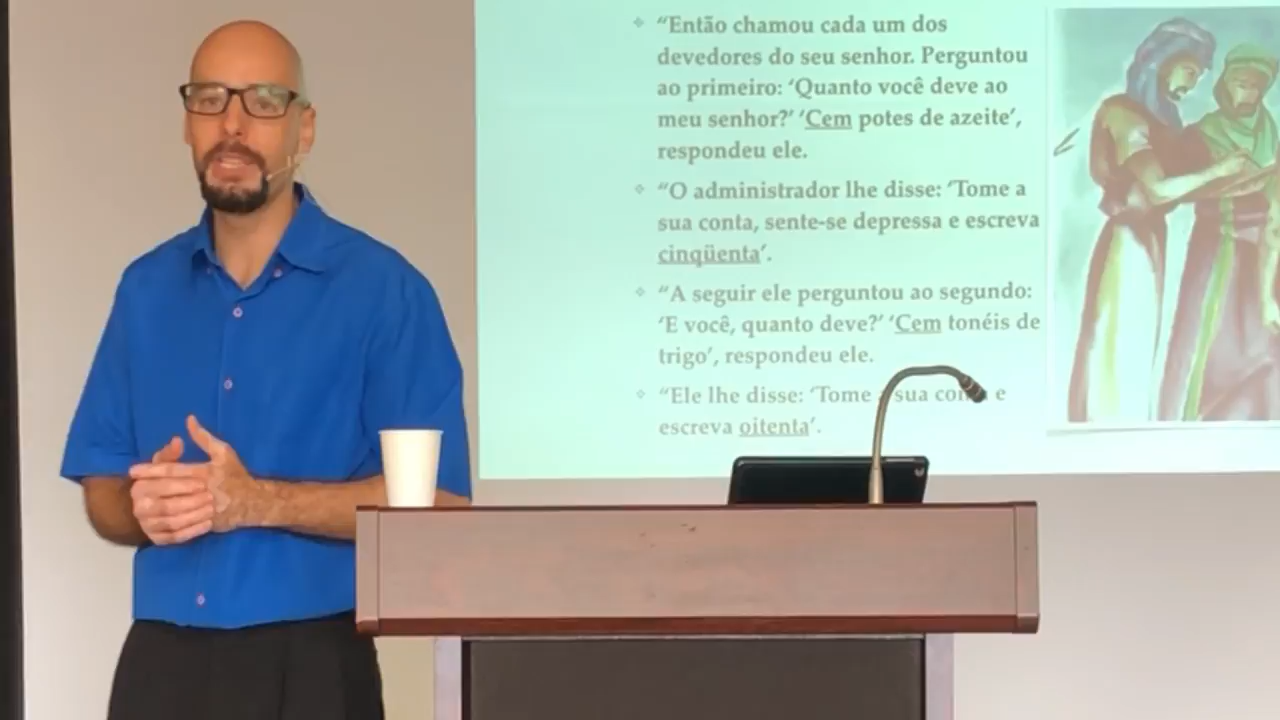 “Então chamou cada um dos
devedores do seu senhor. Perguntou
ao primeiro: ‘Quanto você deve ao
meu senhor?’ ‘Cem potes de azeite’,
respondeu ele.
“O administrador lhe disse: ‘Tome a
sua conta, sente-se depressa e escreva
cinqüenta’.
“A seguir ele perguntou ao segundo:
‘E você, quanto deve?’ ‘Cem tonéis de
trigo’, respondeu ele.
“Ele lhe disse: ‘Tome a sua conta e
escreva oitenta’.